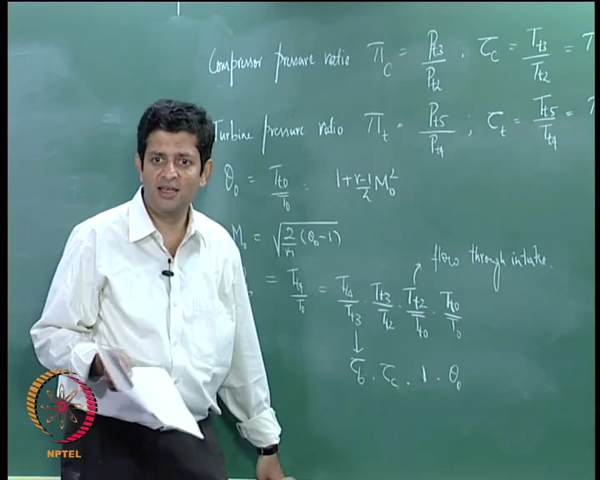 Compressor pressure ratio π_c = P_t3/P_t2 ; τ_c = T_t3/T_t2 =
Turbine pressure ratio π_t = P_t5/P_t4 ; τ_t = T_t5/T_t4 =
θ_0 = T_t0/T_0 = 1 + γ-1/2 M_0^2
M_0 = √(2/γ-1 (θ_0 - 1))
flow through intake.
= T_t4/T_0 = T_t4/T_t3 . T_t3/T_t2 . T_t2/T_t0 . T_t0/T_0
τ_b . τ_c . 1 . θ_0
NPTEL